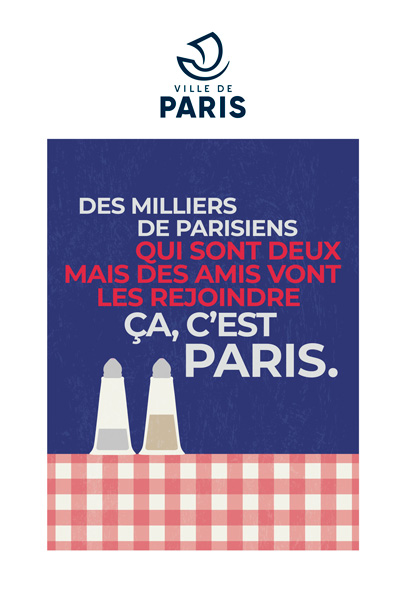 VILLE DE
PARIS
DES MILLIERS
DE PARISIENS
QUI SONT DEUX
MAIS DES AMIS VONT
LES REJOINDRE
ÇA, C'EST
PARIS.